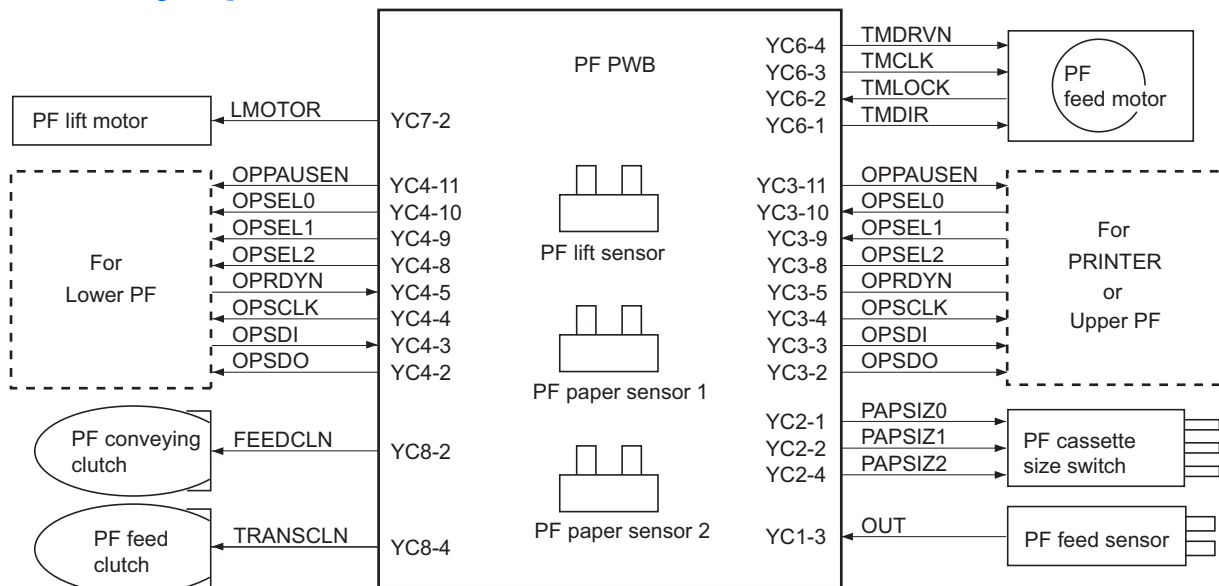 PF PWB
PF lift motor
LMOTOR
YC7-2
For
Lower PF
OPPAUSEN
YC4-11
OPSEL0
YC4-10
OPSEL1
YC4-9
OPSEL2
YC4-8
OPRDYN
YC4-5
OPSCLK
YC4-4
OPSDI
YC4-3
OPSDO
YC4-2
PF conveying
clutch
FEEDCLN
YC8-2
PF feed
clutch
TRANSCLN
YC8-4
PF lift sensor
PF paper sensor 1
PF paper sensor 2
YC6-4
TMDRVN
YC6-3
TMCLK
YC6-2
TMLOCK
YC6-1
TMDIR
PF
feed motor
YC3-11
OPPAUSEN
YC3-10
OPSEL0
YC3-9
OPSEL1
YC3-8
OPSEL2
YC3-5
OPRDYN
YC3-4
OPSCLK
YC3-3
OPSDI
YC3-2
OPSDO
For
PRINTER
or
Upper PF
YC2-1
PAPSIZ0
YC2-2
PAPSIZ1
YC2-4
PAPSIZ2
PF cassette
size switch
YC1-3
OUT
PF feed sensor